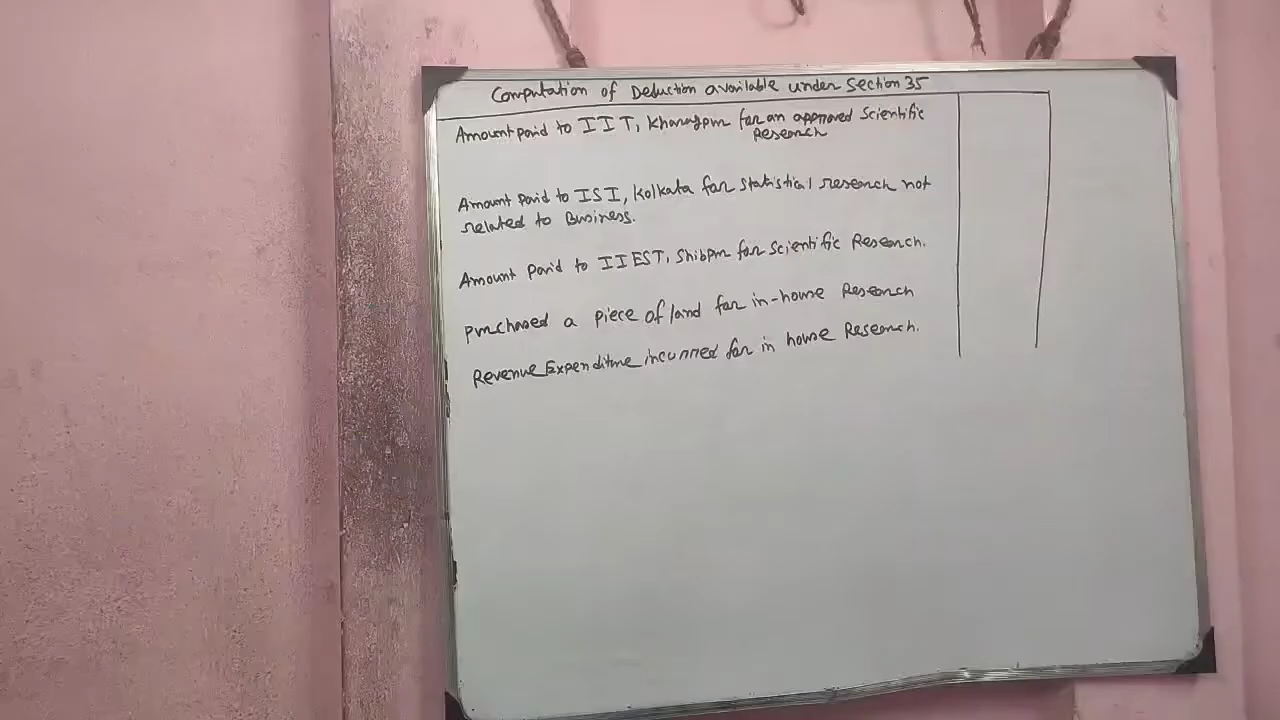 Computation of Deduction available under Section 35
Amount paid to IIT, Kharagpur for an approved Scientific
Research
Amount paid to ISI, Kolkata for statistical research not
related to Business.
Amount paid to IIEST, Shibpur for Scientific Research.
purchased a piece of land for in-house Research
Revenue Expenditure incurred for in house Research.